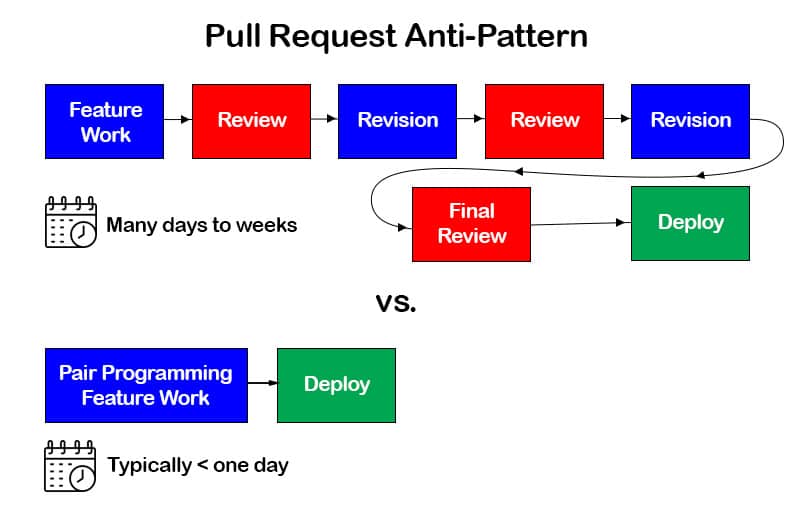 Pull Request Anti-Pattern
Feature
Work
Review
Revision
Review
Revision
Many days to weeks
Final
Review
Deploy
vs.
Pair Programming
Feature Work
Deploy
Typically < one day